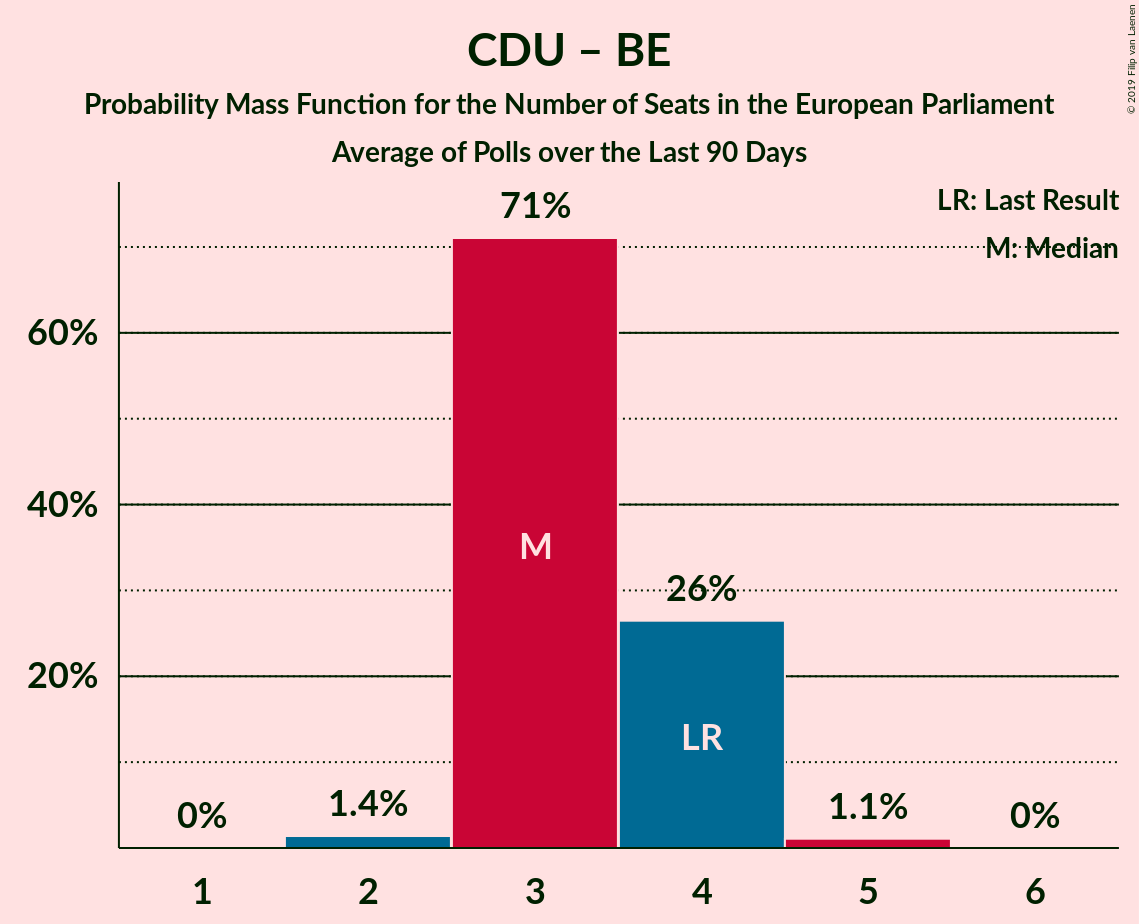 CDU – BE
Probability Mass Function for the Number of Seats in the European Parliament
Average of Polls over the Last 90 Days
© 2019 Filip van Laenen
LR: Last Result
M: Median
71%
60%
40%
20%
M
26%
LR
0%
1.4%
1.1%
0%
1 2 3 4 5 6